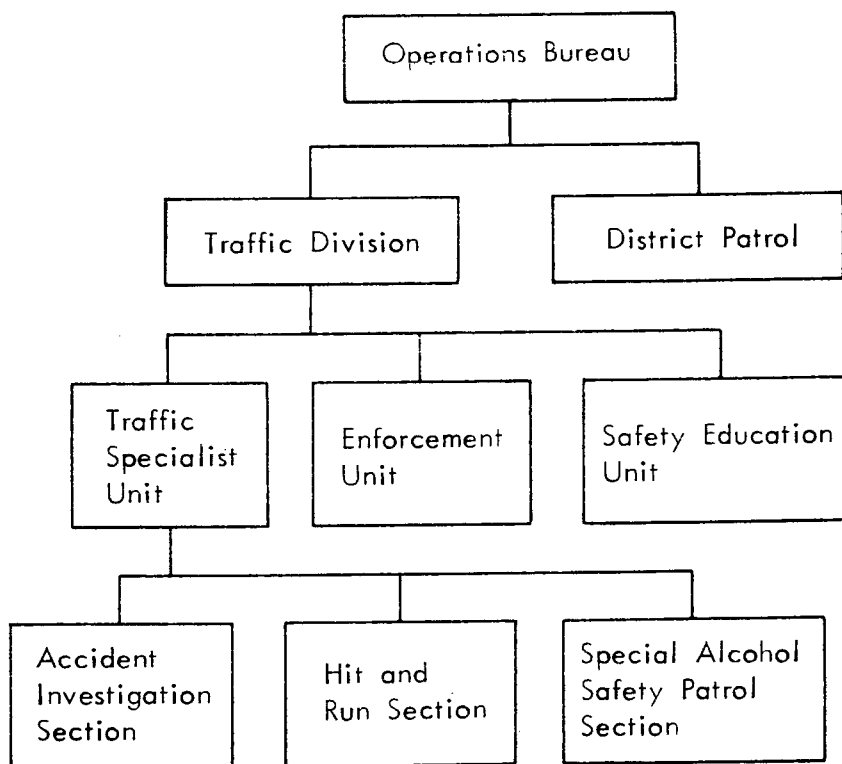 Operations Bureau
Traffic Division
District Patrol
Traffic
Specialist
Unit
Enforcement
Unit
Safety Education
Unit
Accident
Investigation
Section
Hit and
Run Section
Special Alcohol
Safety Patrol
Section